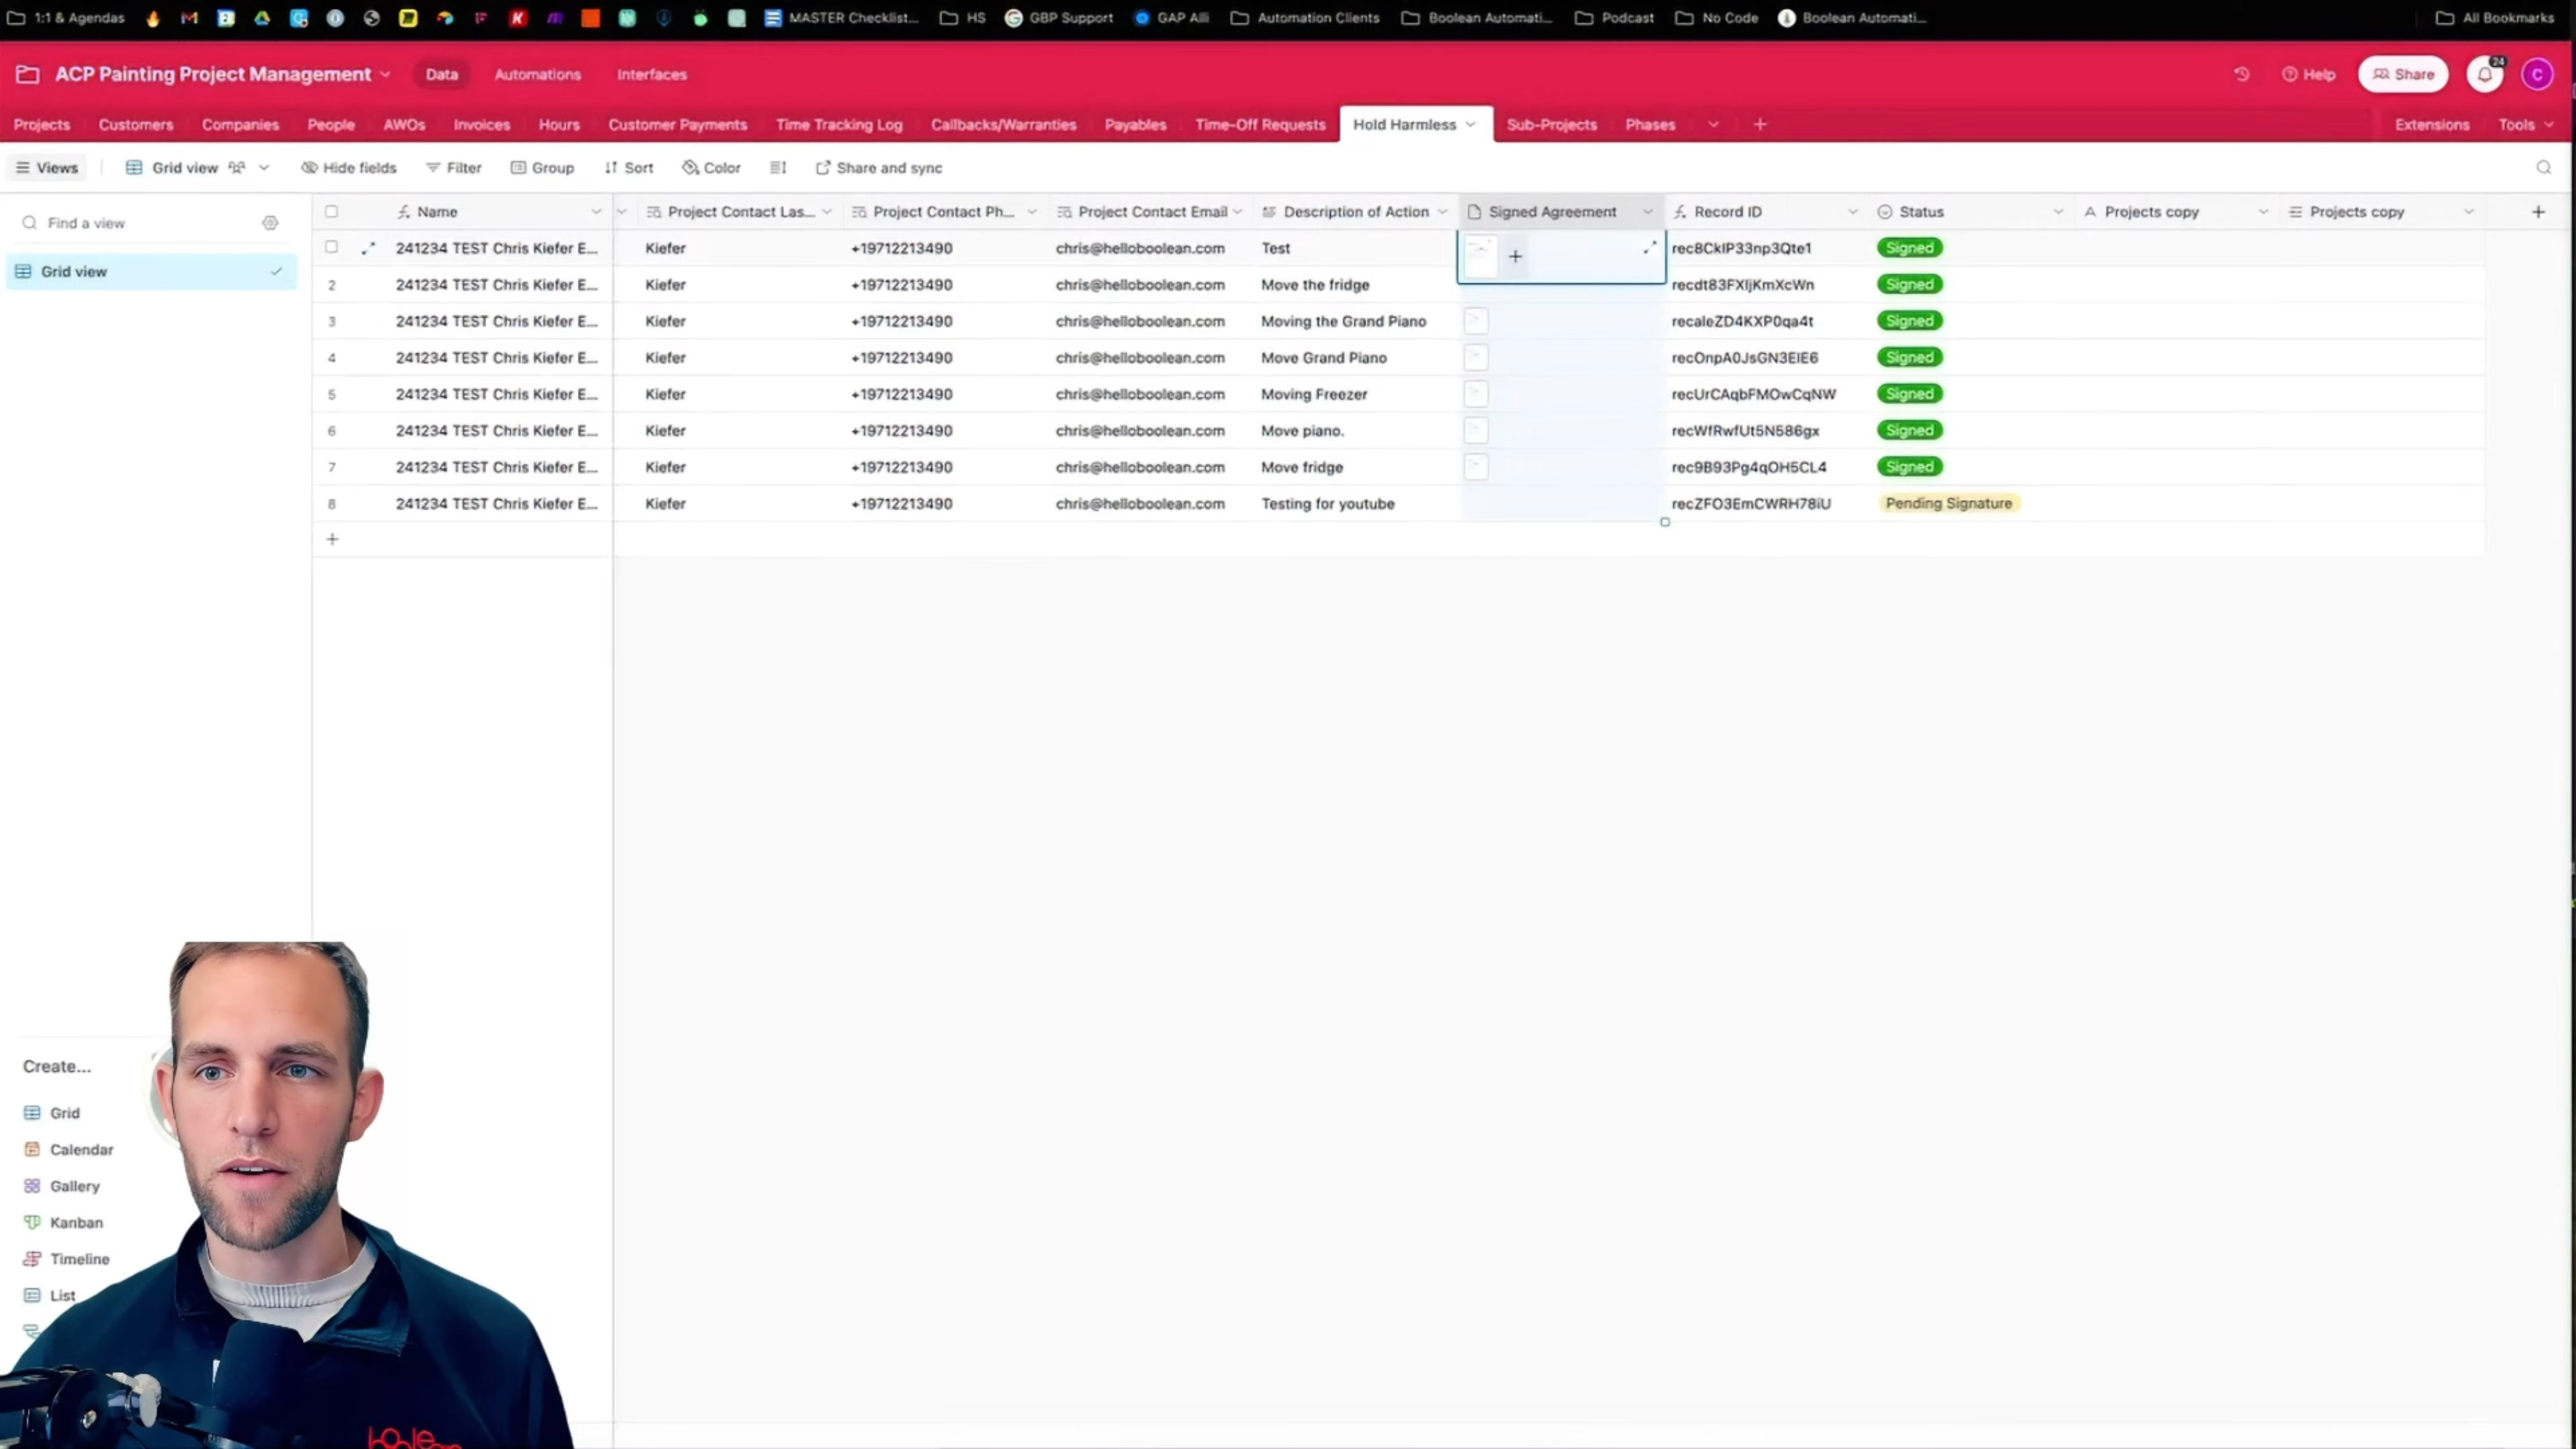 1:1 & Agendas MASTER Checklist... HS GBP Support GAP Alli Automation Clients Boolean Automati... Podcast No Code Boolean Automati... All Bookmarks
ACP Painting Project Management Data Automations Interfaces Help Share 24 C
Projects Customers Companies People AWOs Invoices Hours Customer Payments Time Tracking Log Callbacks/Warranties Payables Time-Off Requests Hold Harmless Sub-Projects Phases Extensions Tools
Views Grid view Hide fields Filter Group Sort Color Share and sync
Find a view
Grid view
Name Project Contact Las... Project Contact Ph... Project Contact Email Description of Action Signed Agreement Record ID Status Projects copy Projects copy
241234 TEST Chris Kiefer E... Kiefer +19712213490 chris@helloboolean.com Test rec8CkIP33np3Qte1 Signed
2 241234 TEST Chris Kiefer E... Kiefer +19712213490 chris@helloboolean.com Move the fridge recdt83FXIjKmXcWn Signed
3 241234 TEST Chris Kiefer E... Kiefer +19712213490 chris@helloboolean.com Moving the Grand Piano recaleZD4KXP0qa4t Signed
4 241234 TEST Chris Kiefer E... Kiefer +19712213490 chris@helloboolean.com Move Grand Piano recOnpA0JsGN3EIE6 Signed
5 241234 TEST Chris Kiefer E... Kiefer +19712213490 chris@helloboolean.com Moving Freezer recUrCAqbFMOwCqNW Signed
6 241234 TEST Chris Kiefer E... Kiefer +19712213490 chris@helloboolean.com Move piano. recWfRwfUt5N586gx Signed
7 241234 TEST Chris Kiefer E... Kiefer +19712213490 chris@helloboolean.com Move fridge rec9B93Pg4qOH5CL4 Signed
8 241234 TEST Chris Kiefer E... Kiefer +19712213490 chris@helloboolean.com Testing for youtube recZFO3EmCWRH78iU Pending Signature
Create...
Grid
Calendar
Gallery
Kanban
Timeline
List